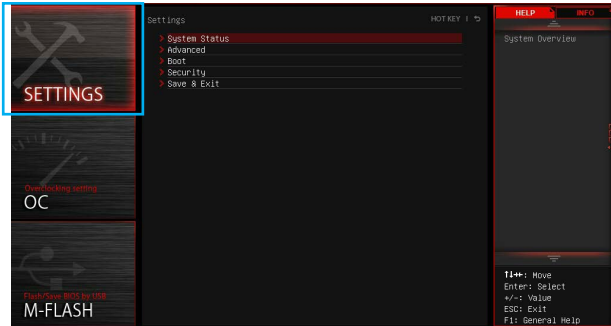 SETTINGS
Overclocking setting
OC
Flash/Save BIOS by USB
M-FLASH
Settings
HOT KEY |
> System Status
> Advanced
> Boot
> Security
> Save & Exit
HELP
INFO
System Overview
↑↓→←: Move
Enter: Select
+/-: Value
ESC: Exit
F1: General Help